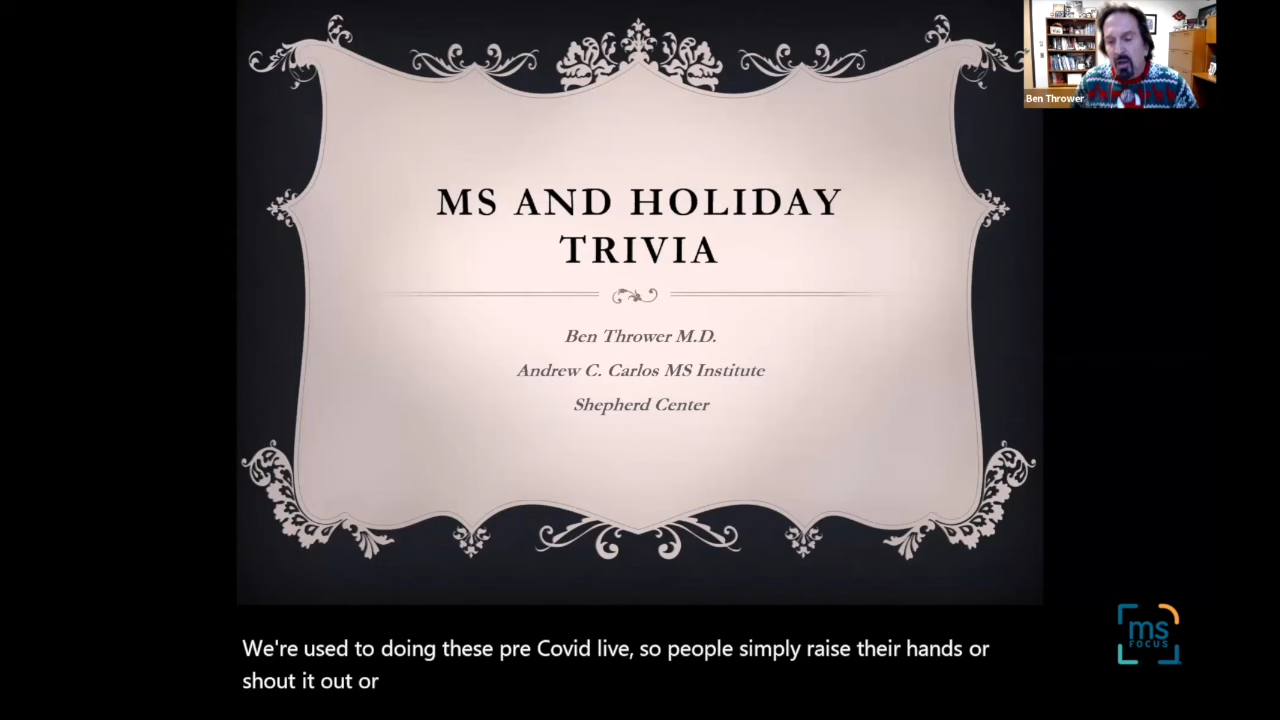 Ben Thrower
MS AND HOLIDAY
TRIVIA
Ben Thrower M.D.
Andrew C. Carlos MS Institute
Shepherd Center
ms
FOCUS
We're used to doing these pre Covid live, so people simply raise their hands or
shout it out or